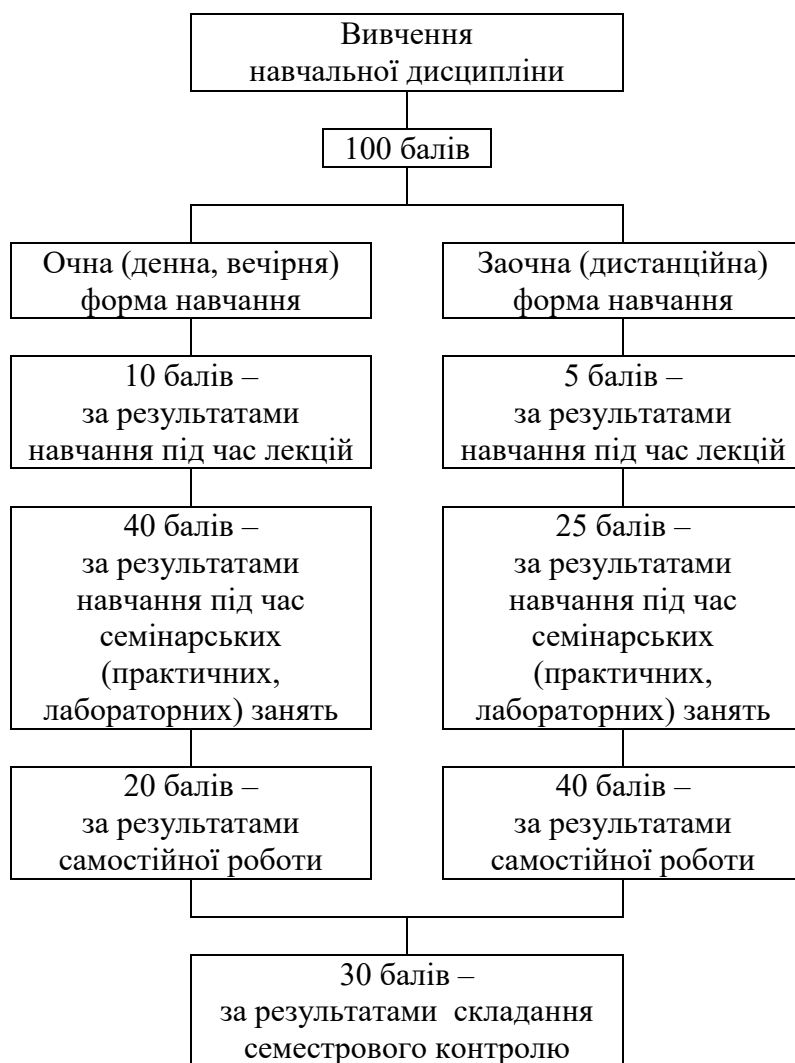 Вивчення
навчальної дисципліни
100 балів
Очна (денна, вечірня)
форма навчання
Заочна (дистанційна)
форма навчання
10 балів –
за результатами
навчання під час лекцій
5 балів –
за результатами
навчання під час лекцій
40 балів –
за результатами
навчання під час
семінарських
(практичних,
лабораторних) занять
25 балів –
за результатами
навчання під час
семінарських
(практичних,
лабораторних) занять
20 балів –
за результатами
самостійної роботи
40 балів –
за результатами
самостійної роботи
30 балів –
за результатами складання
семестрового контролю